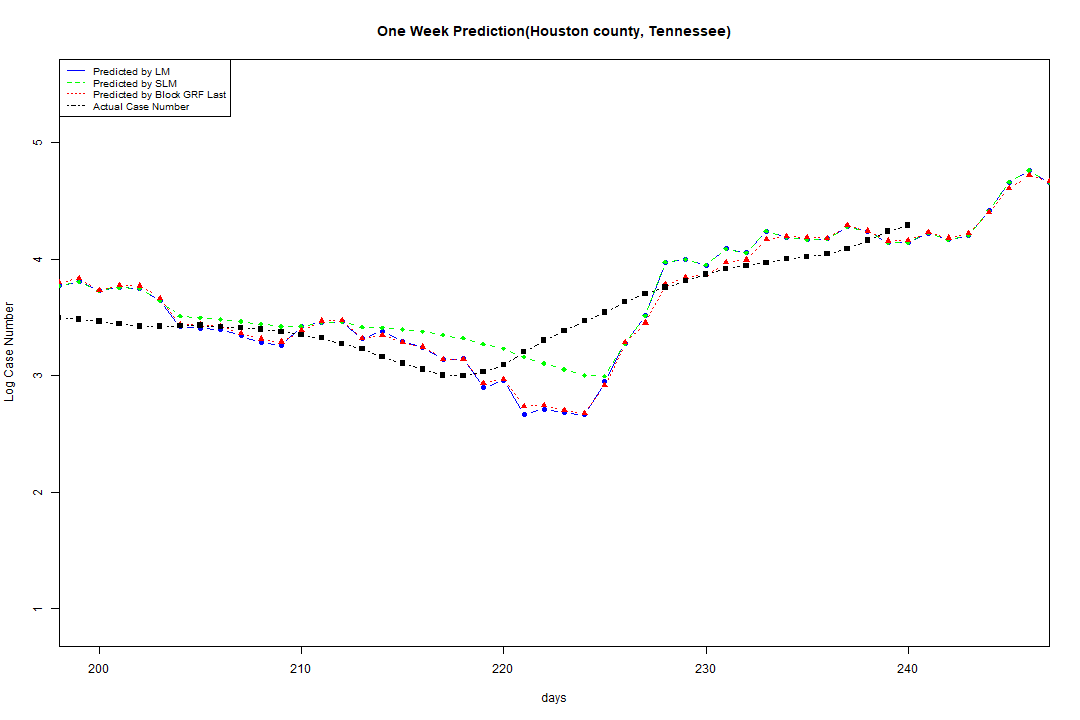 One Week Prediction(Houston county, Tennessee)
Predicted by LM
Predicted by SLM
Predicted by Block GRF Last
Actual Case Number
5
4
3
2
1
Log Case Number
200 210 220 230 240
days